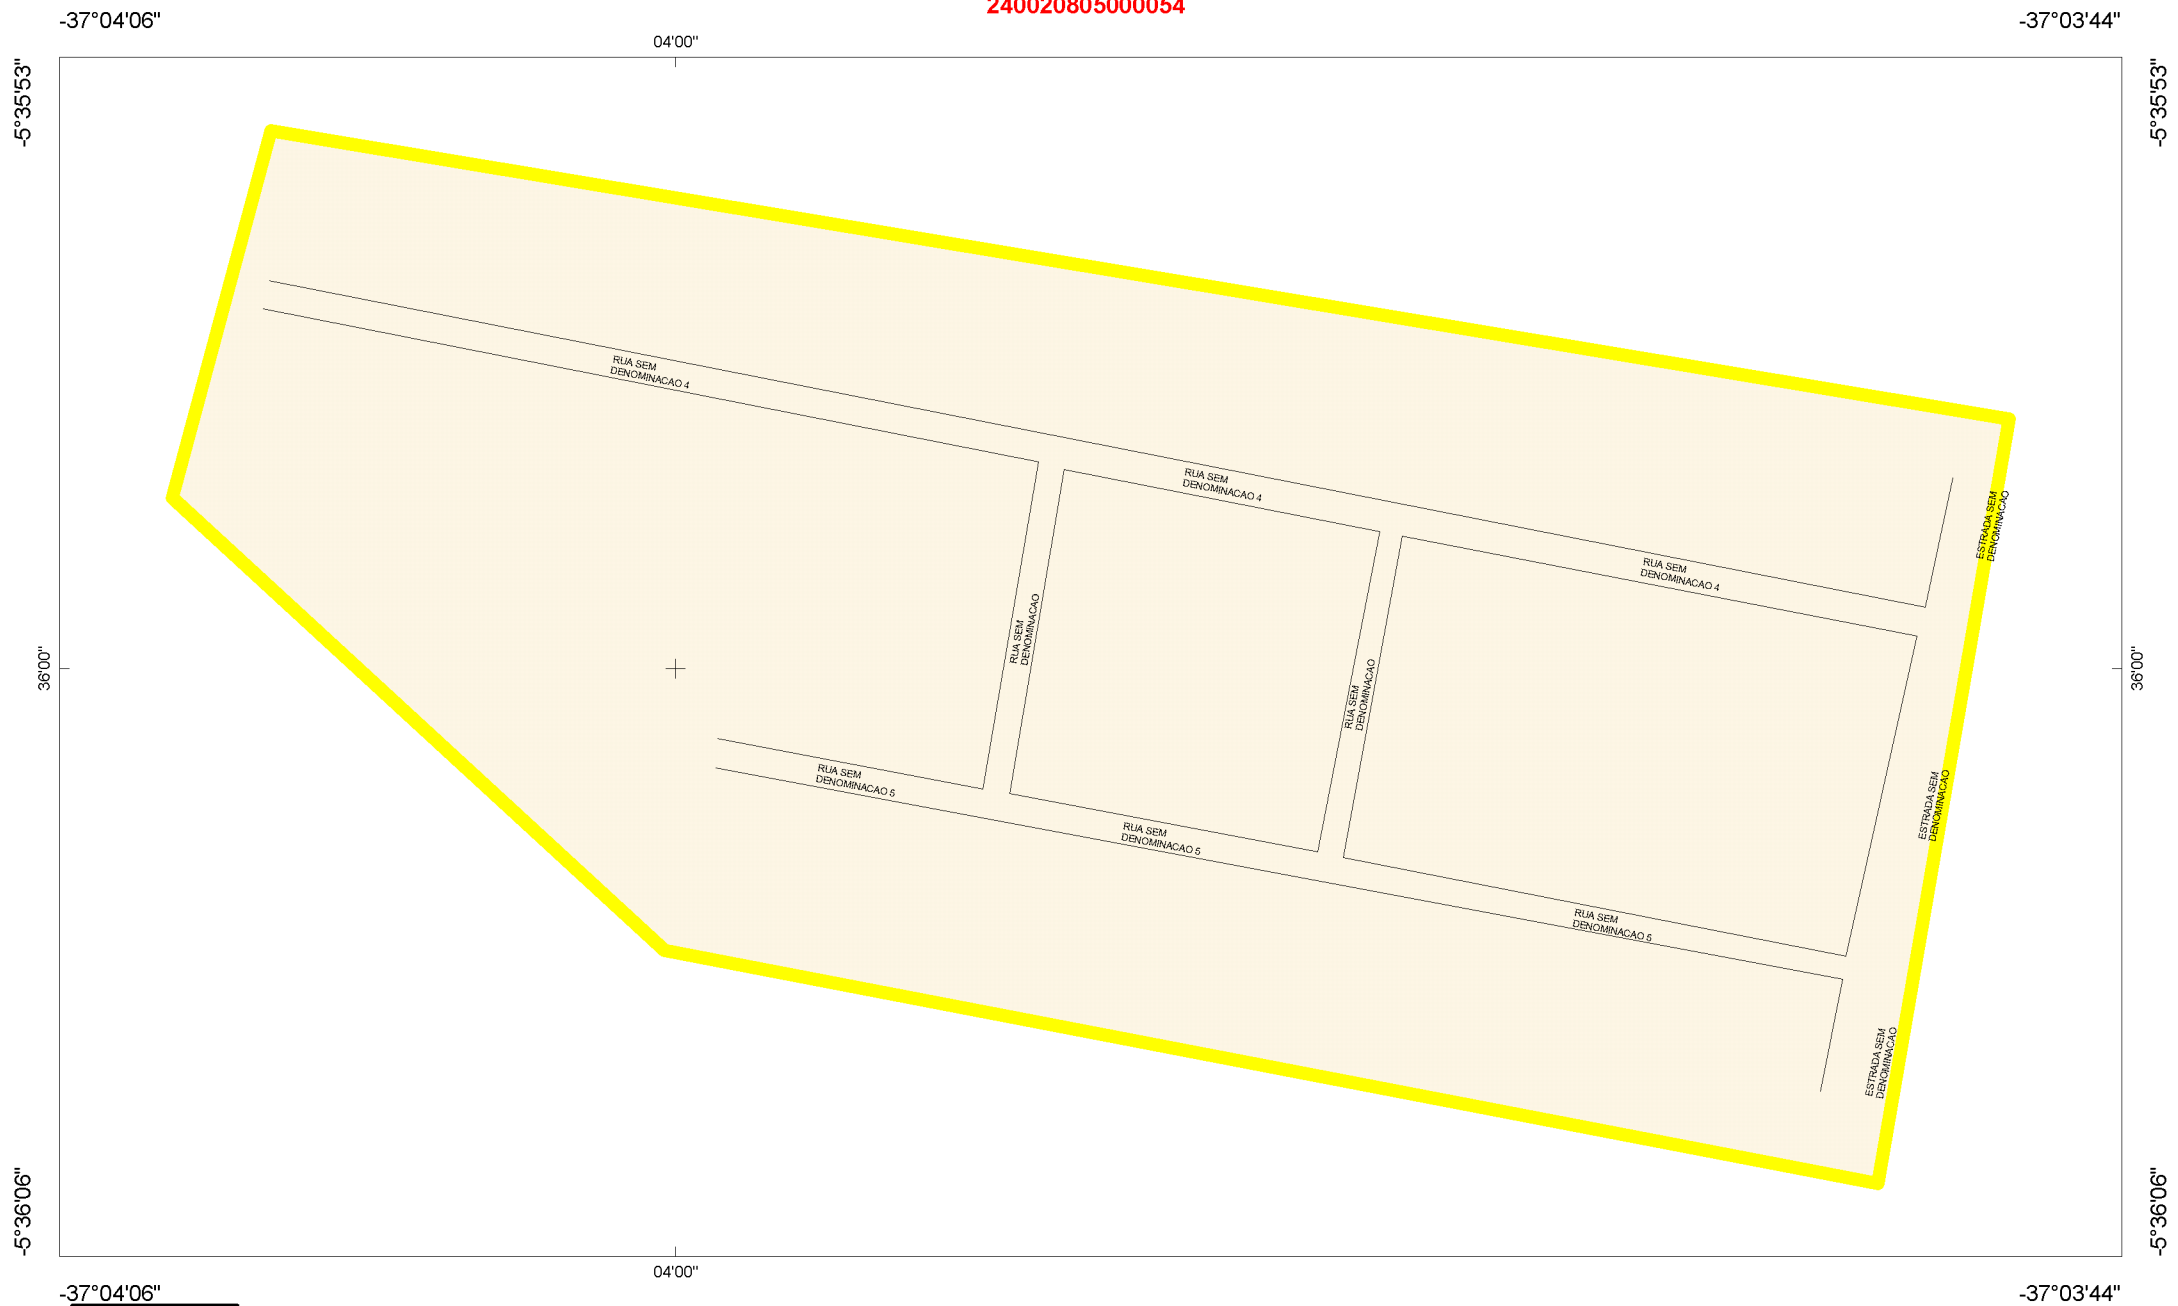 240020805000054
-37°04'06"
-37°03'44"
04'00"
-5°35'53"
-5°35'53"
RUA SEM
DENOMINACAO 4
RUA SEM
DENOMINACAO 4
ESTRADA SEM
DENOMINACAO
RUA SEM
DENOMINACAO 4
RUA SEM
DENOMINACAO
36'00"
36'00"
RUA SEM
DENOMINACAO
RUA SEM
DENOMINACAO 5
ESTRADA SEM
DENOMINACAO
RUA SEM
DENOMINACAO 5
RUA SEM
DENOMINACAO 5
ESTRADA SEM
DENOMINACAO
-5°36'06"
-5°36'06"
04'00"
-37°04'06"
-37°03'44"